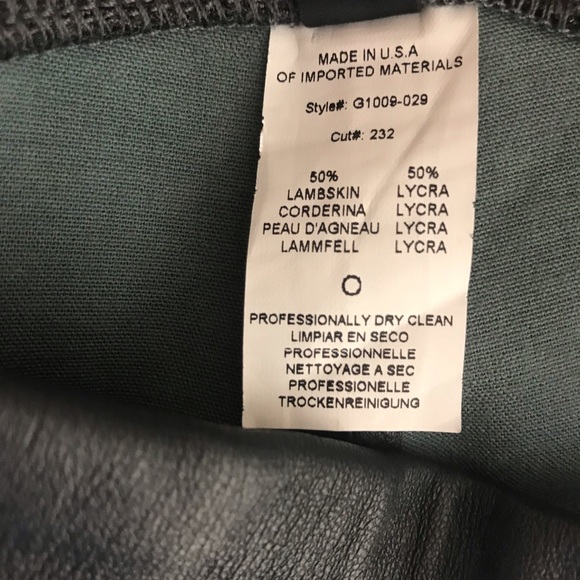 MADE IN U.S.A
OF IMPORTED MATERIALS
Style#: G1009-029
Cut#: 232
50% 50%
LAMBSKIN LYCRA
CORDERINA LYCRA
PEAU D'AGNEAU LYCRA
LAMMFELL LYCRA
PROFESSIONALLY DRY CLEAN
LIMPIAR EN SECO
PROFESSIONNELLE
NETTOYAGE A SEC
PROFESSIONELLE
TROCKENREINIGUNG